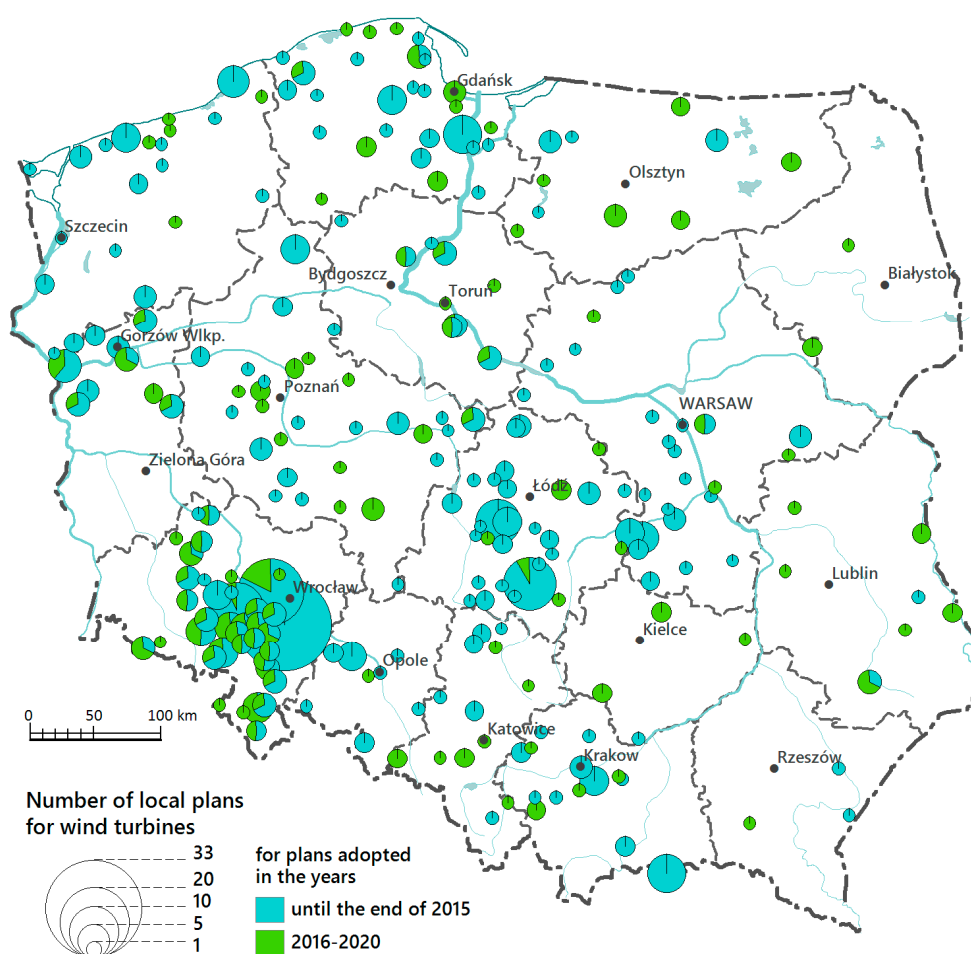 Gdańsk
Olsztyn
Szczecin
Białystok
Bydgoszcz
Toruń
Gorzów Wlkp.
Poznań
WARSAW
Zielona Góra
Łódź
Lublin
Wrocław
Kielce
Opole
Katowice
Krakow
Rzeszów
0 50 100 km
Number of local plans
for wind turbines
33
20
10
5
1
for plans adopted
in the years
until the end of 2015
2016-2020